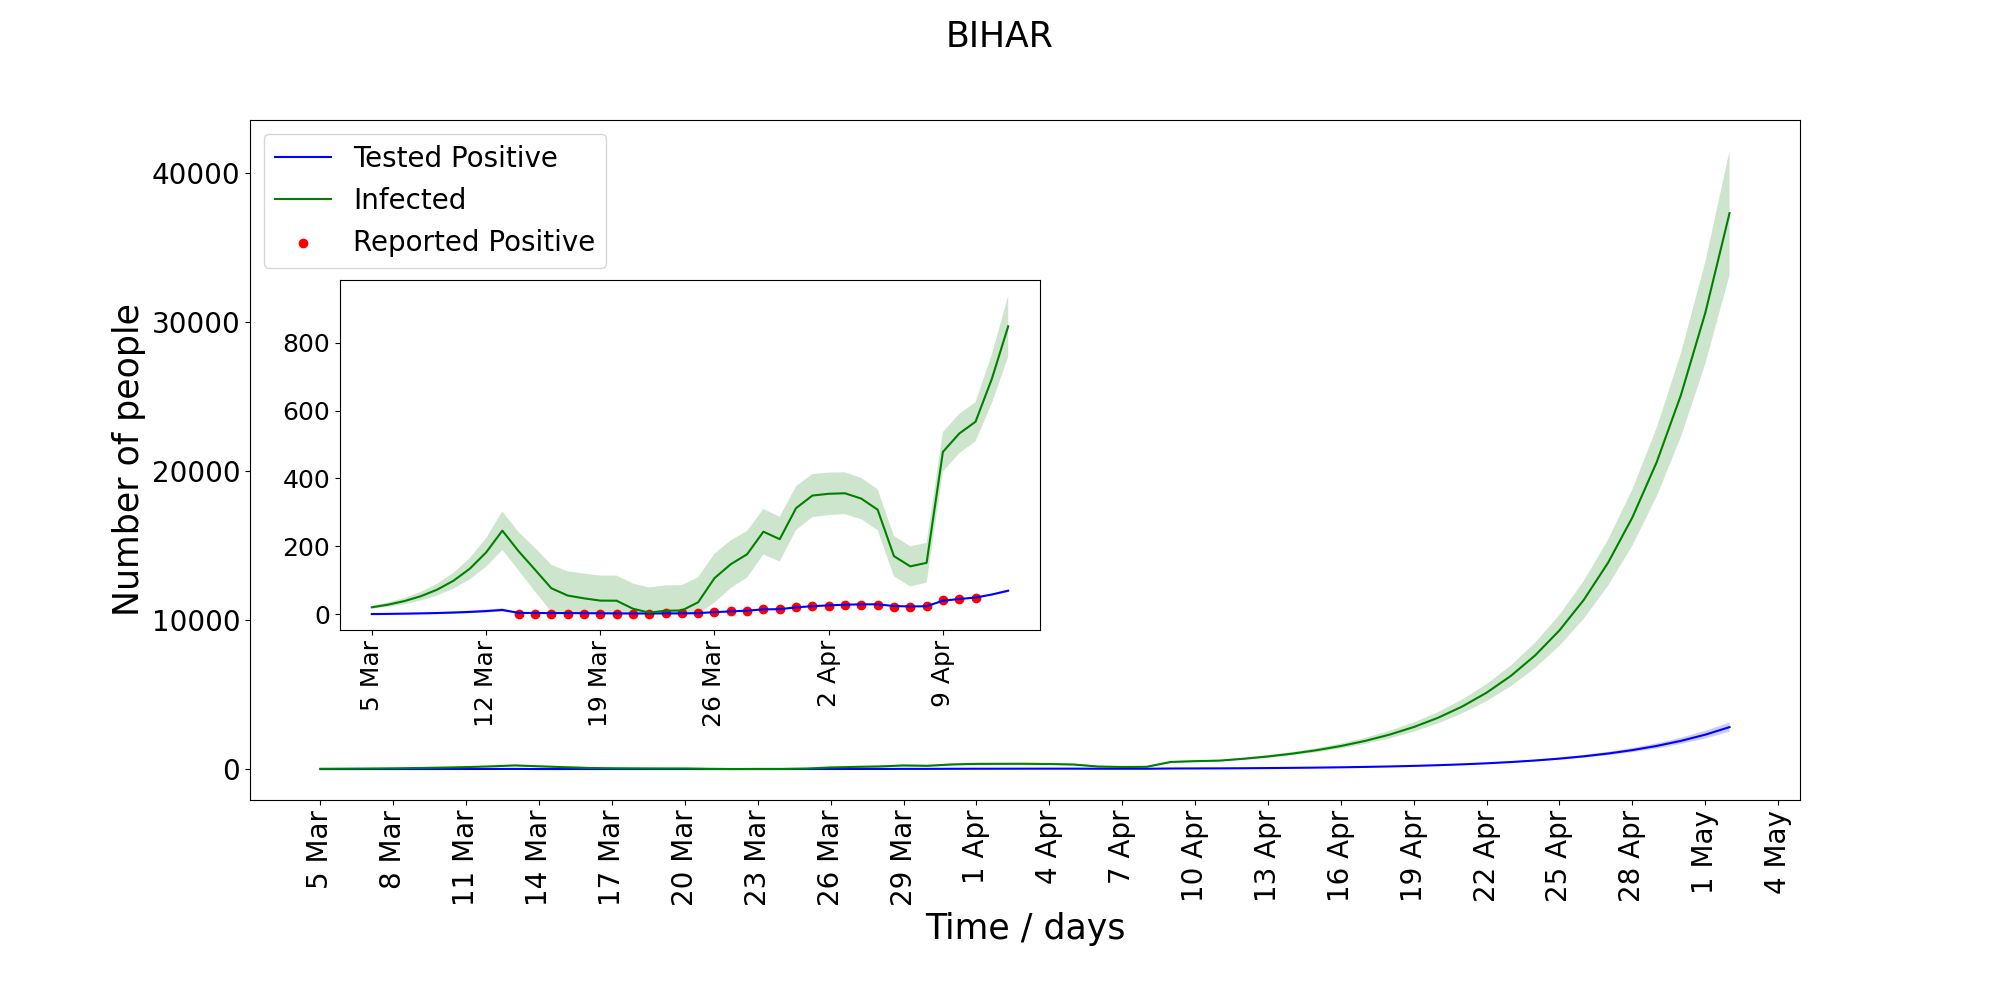 BIHAR
Tested Positive
Infected
Reported Positive
Number of people
40000
30000
20000
10000
0
800
600
400
200
0
5 Mar
12 Mar
19 Mar
26 Mar
2 Apr
9 Apr
5 Mar
8 Mar
11 Mar
14 Mar
17 Mar
20 Mar
23 Mar
26 Mar
29 Mar
1 Apr
4 Apr
7 Apr
10 Apr
13 Apr
16 Apr
19 Apr
22 Apr
25 Apr
28 Apr
1 May
4 May
Time / days